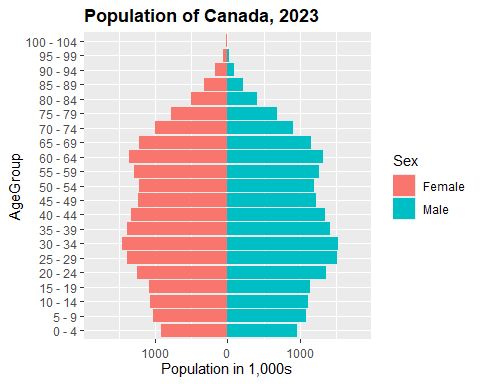 Population of Canada, 2023
100 - 104
95 - 99
90 - 94
85 - 89
80 - 84
75 - 79
70 - 74
65 - 69
60 - 64
55 - 59
50 - 54
45 - 49
40 - 44
35 - 39
30 - 34
25 - 29
20 - 24
15 - 19
10 - 14
5 - 9
0 - 4
AgeGroup
1000 0 1000
Population in 1,000s
Sex
Female
Male